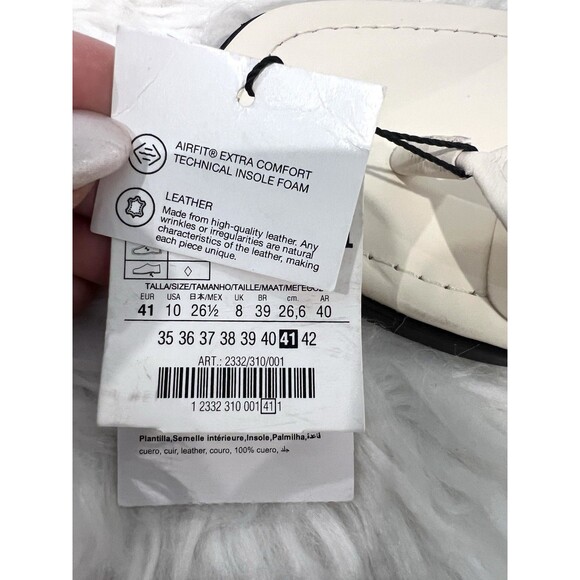 AIRFIT® EXTRA COMFORT
TECHNICAL INSOLE FOAM
LEATHER
Made from high-quality leather. Any
wrinkles or irregularities are natural
characteristics of the leather, making
each piece unique.
TALLA/SIZE/TAMANHO/TAILLE/MAAT/ΜΕΓΕΘΟΣ
EUR USA 日本/MEX UK BR cm. AR
41 10 26½ 8 39 26,6 40
35 36 37 38 39 40 41 42
ART.: 2332/310/001
1 2332 310 001 41 1
Plantilla,Semelle intérieure,Insole,Palmilha,قاعدة
cuero, cuir, leather, couro, 100% cuero, جلد